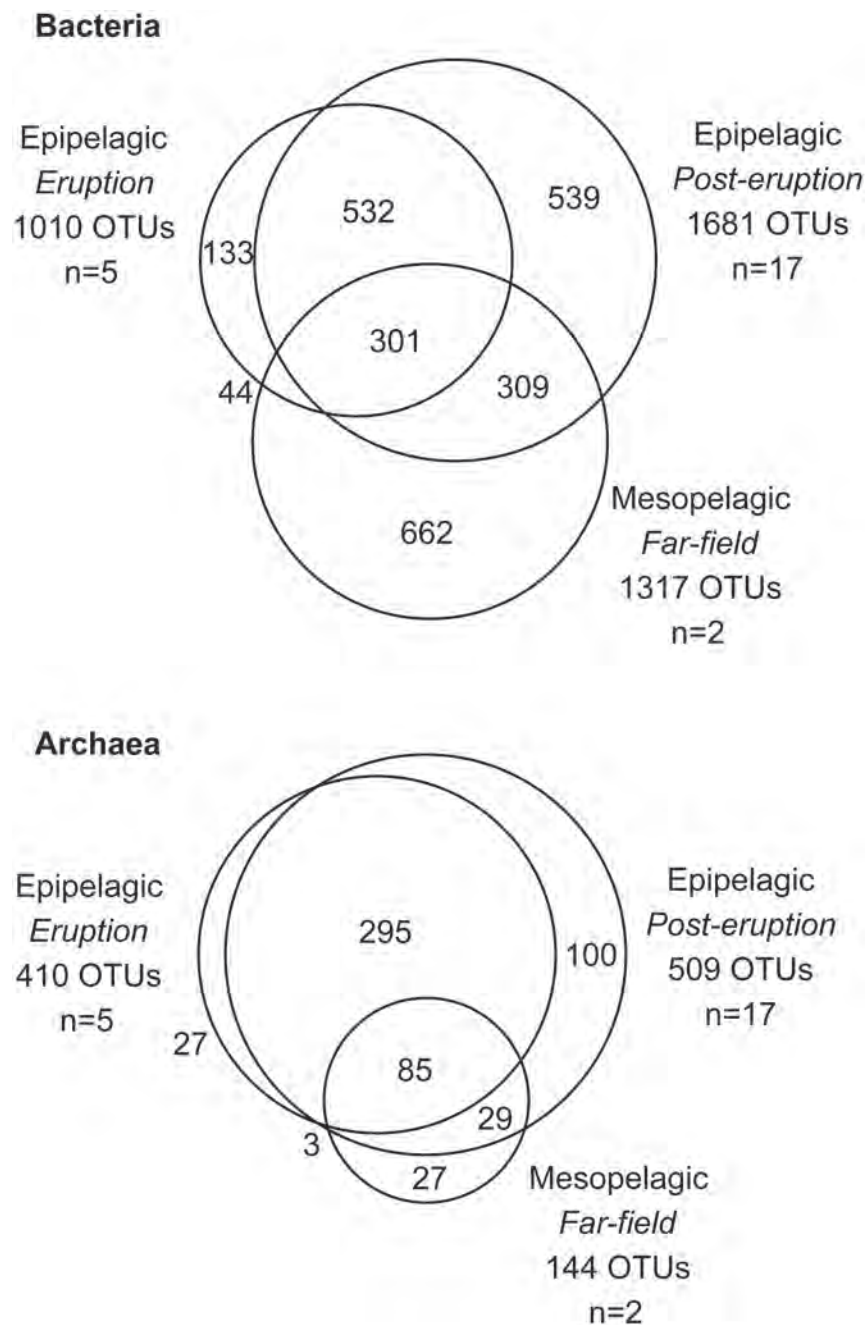 Bacteria
Epipelagic
Eruption
1010 OTUs
n=5
133
532
539
Epipelagic
Post-eruption
1681 OTUs
n=17
301
44
309
662
Mesopelagic
Far-field
1317 OTUs
n=2
Archaea
Epipelagic
Eruption
410 OTUs
n=5
27
295
100
Epipelagic
Post-eruption
509 OTUs
n=17
85
29
3
27
Mesopelagic
Far-field
144 OTUs
n=2